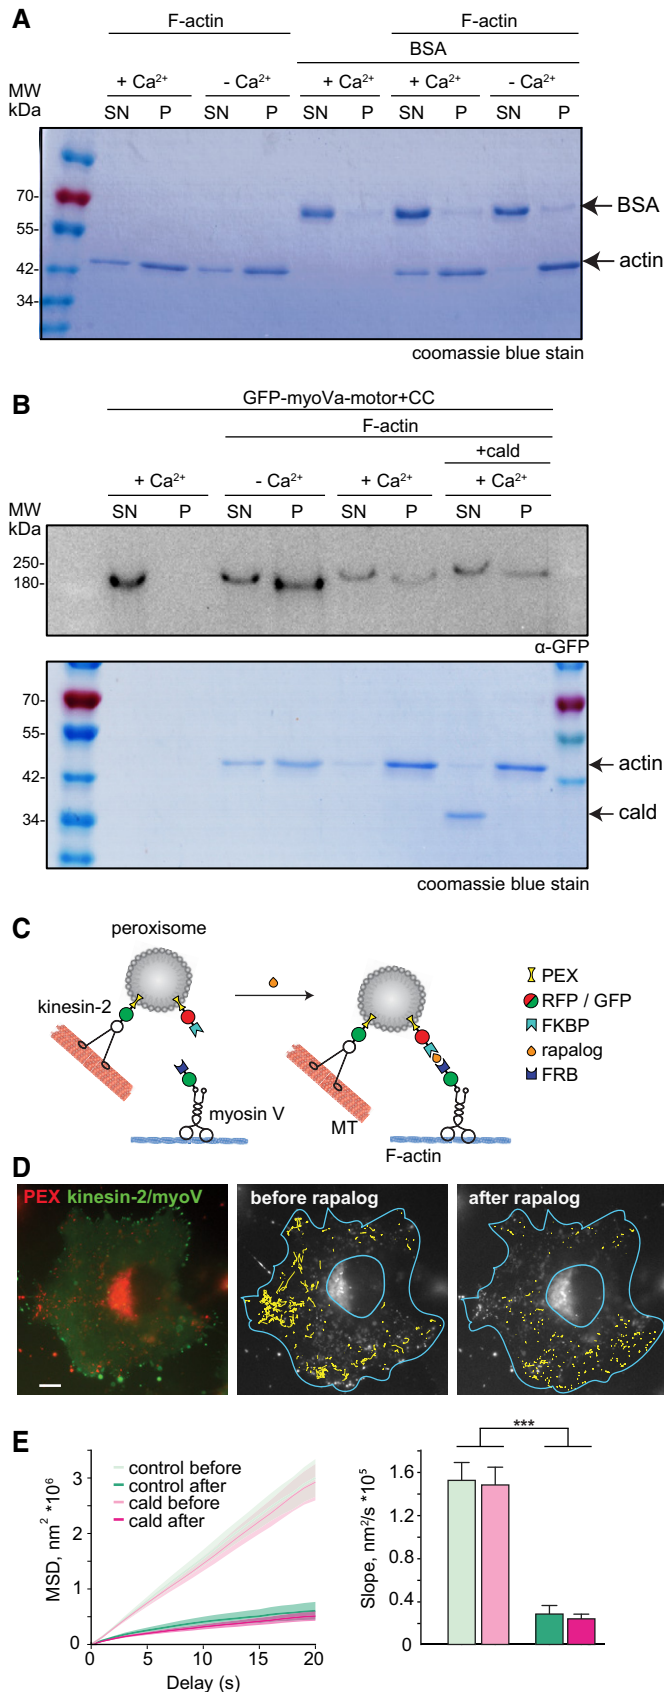 A
F-actin F-actin
BSA
+ Ca²⁺ - Ca²⁺ + Ca²⁺ + Ca²⁺ - Ca²⁺
MW
kDa
SN P SN P SN P SN P SN P
70-
55-
42-
34-
BSA
actin
coomassie blue stain
B
GFP-myoVa-motor+CC
F-actin
+cald
+ Ca²⁺ - Ca²⁺ + Ca²⁺ + Ca²⁺
MW
kDa
SN P SN P SN P SN P
250-
180-
α-GFP
70-
55-
42-
34-
actin
cald
coomassie blue stain
C
peroxisome
kinesin-2
myosin V
MT
F-actin
PEX
RFP / GFP
FKBP
rapalog
FRB
D
PEX kinesin-2/myoV
before rapalog
after rapalog
E
MSD, nm² *10⁶
3
2
1
0
control before
control after
cald before
cald after
0 5 10 15 20
Delay (s)
Slope, nm²/s *10⁵
1.6
1.2
0.8
0.4
0
***